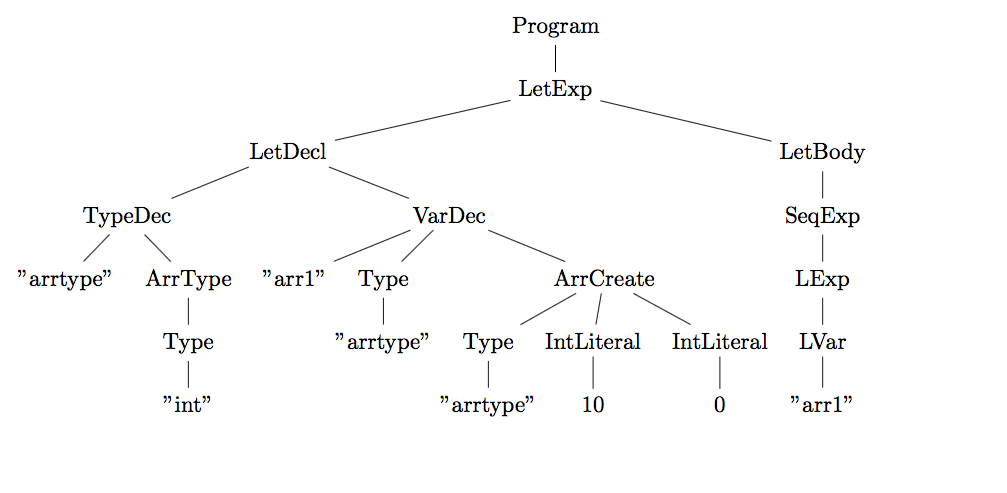 Program
LetExp
LetDecl LetBody
TypeDec VarDec SeqExp
”arrtype” ArrType ”arr1” Type ArrCreate LExp
Type ”arrtype” Type IntLiteral IntLiteral LVar
”int” ”arrtype” 10 0 ”arr1”